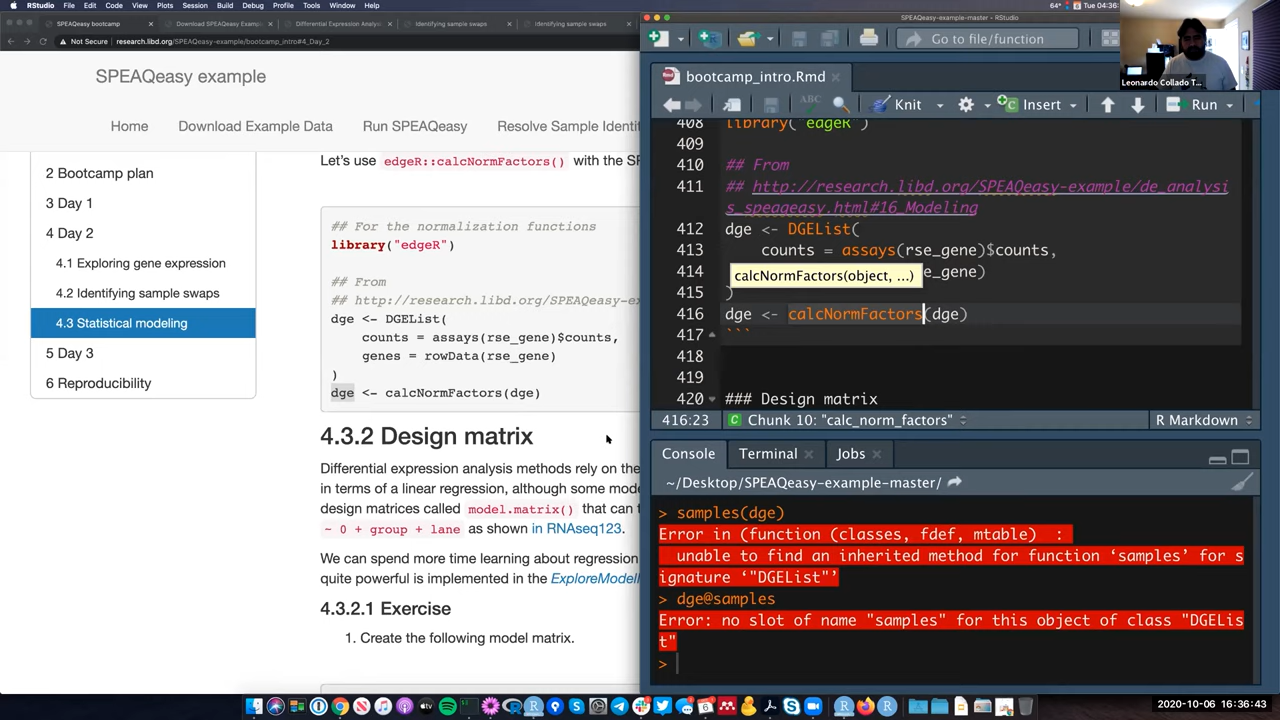 RStudio File Edit Code View Plots Session Build Debug Profile Tools Window Help
64°
Tue 04:36
SPEAQeasy bootcamp
Download SPEAQeasy Exampl
Differential Expression Analysis
Identifying sample swaps
Identifying sample swaps
Not Secure | research.libd.org/SPEAQeasy-example/bootcamp_intro#4_Day_2
SPEAQeasy example
Home Download Example Data Run SPEAQeasy Resolve Sample Identit
2 Bootcamp plan
3 Day 1
4 Day 2
4.1 Exploring gene expression
4.2 Identifying sample swaps
4.3 Statistical modeling
5 Day 3
6 Reproducibility
Let’s use edgeR::calcNormFactors() with the SP
## For the normalization functions
library("edgeR")
## From
## http://research.libd.org/SPEAQeasy-ex
dge <- DGEList(
counts = assays(rse_gene)$counts,
genes = rowData(rse_gene)
)
dge <- calcNormFactors(dge)
4.3.2 Design matrix
Differential expression analysis methods rely on the
in terms of a linear regression, although some mode
design matrices called model.matrix() that can t
~ 0 + group + lane as shown in RNAseq123.
We can spend more time learning about regression
quite powerful is implemented in the ExploreModell
4.3.2.1 Exercise
1. Create the following model matrix.
SPEAQeasy-example-master - RStudio
Go to file/function
Leonardo Collado T...
bootcamp_intro.Rmd
ABC Knit Insert Run
408 library("edgeR")
409
410 ## From
411 ## http://research.libd.org/SPEAQeasy-example/de_analysi
s_speaqeasy.html#16_Modeling
412 dge <- DGEList(
413 counts = assays(rse_gene)$counts,
414 e_gene)
calcNormFactors(object, ...)
415 )
416 dge <- calcNormFactors(dge)
417 ```
418
419
420 ### Design matrix
416:23 Chunk 10: "calc_norm_factors" R Markdown
Console Terminal Jobs
~/Desktop/SPEAQeasy-example-master/
> samples(dge)
Error in (function (classes, fdef, mtable) :
unable to find an inherited method for function ‘samples’ for s
ignature ‘"DGEList"’
> dge@samples
Error: no slot of name "samples" for this object of class "DGELis
t"
>
2020-10-06 16:36:43